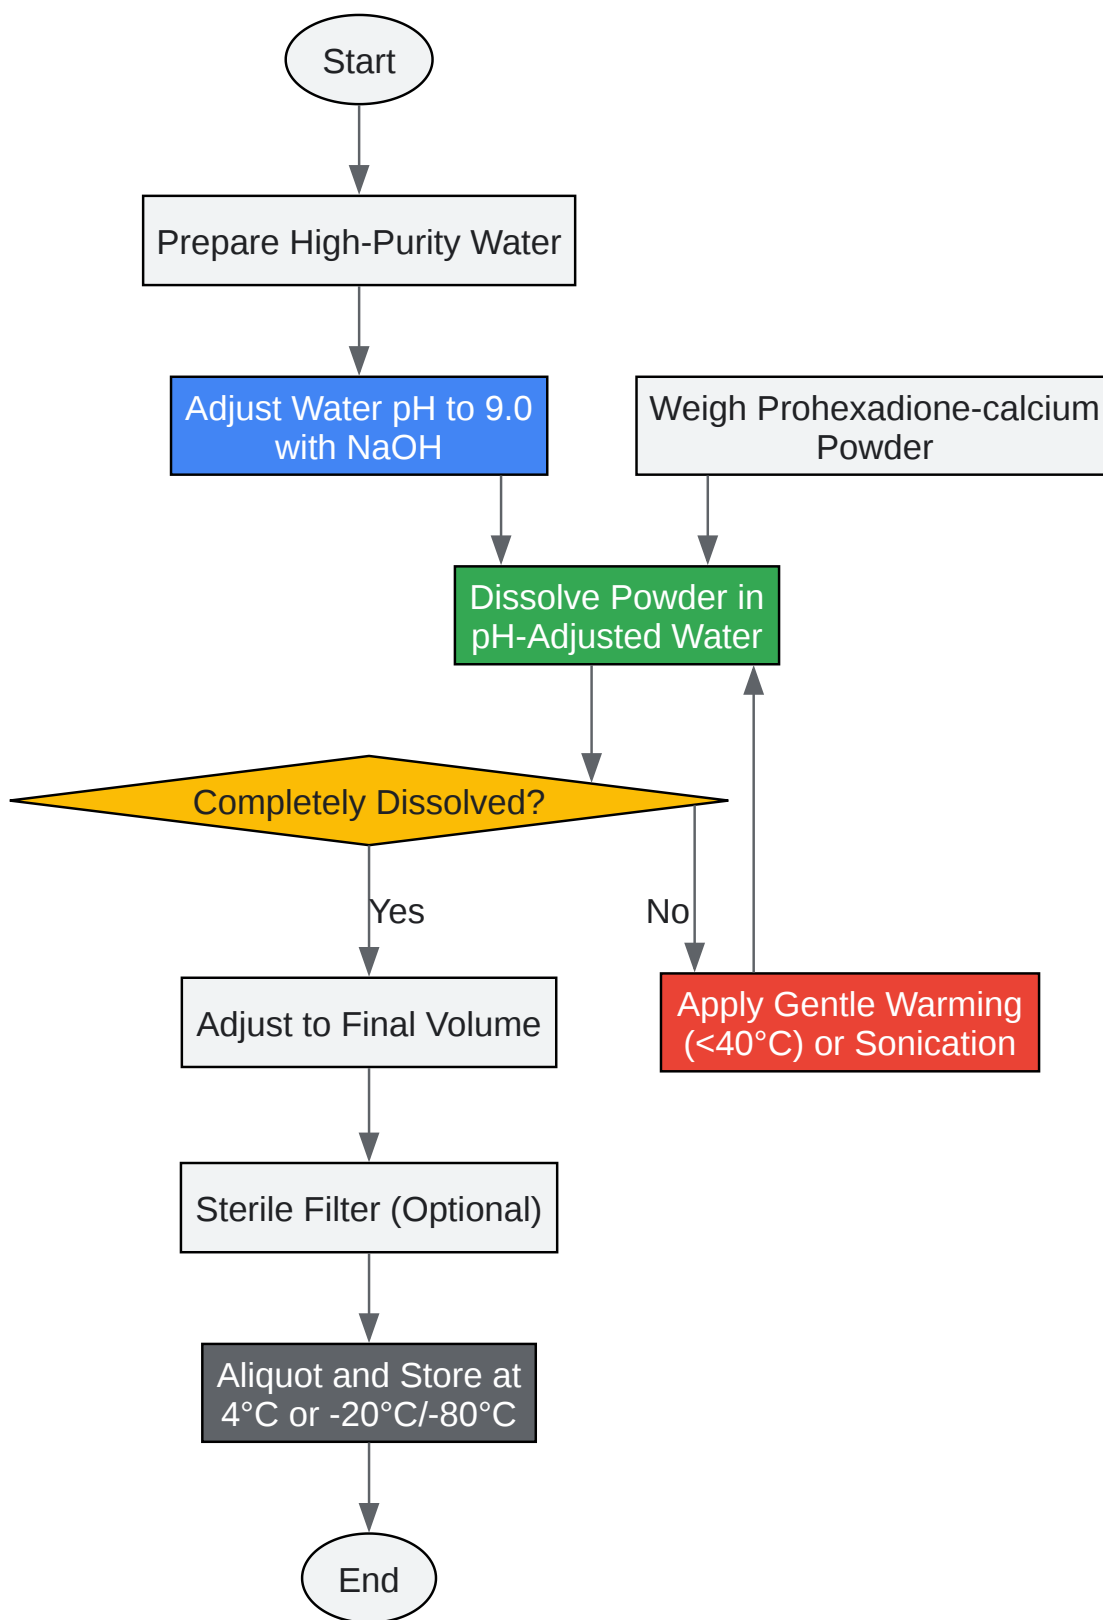 Start
Prepare High-Purity Water
Adjust Water pH to 9.0
with NaOH
Weigh Prohexadione-calcium
Powder
Dissolve Powder in
pH-Adjusted Water
Completely Dissolved?
Yes
No
Adjust to Final Volume
Apply Gentle Warming
(<40°C) or Sonication
Sterile Filter (Optional)
Aliquot and Store at
4°C or -20°C/-80°C
End